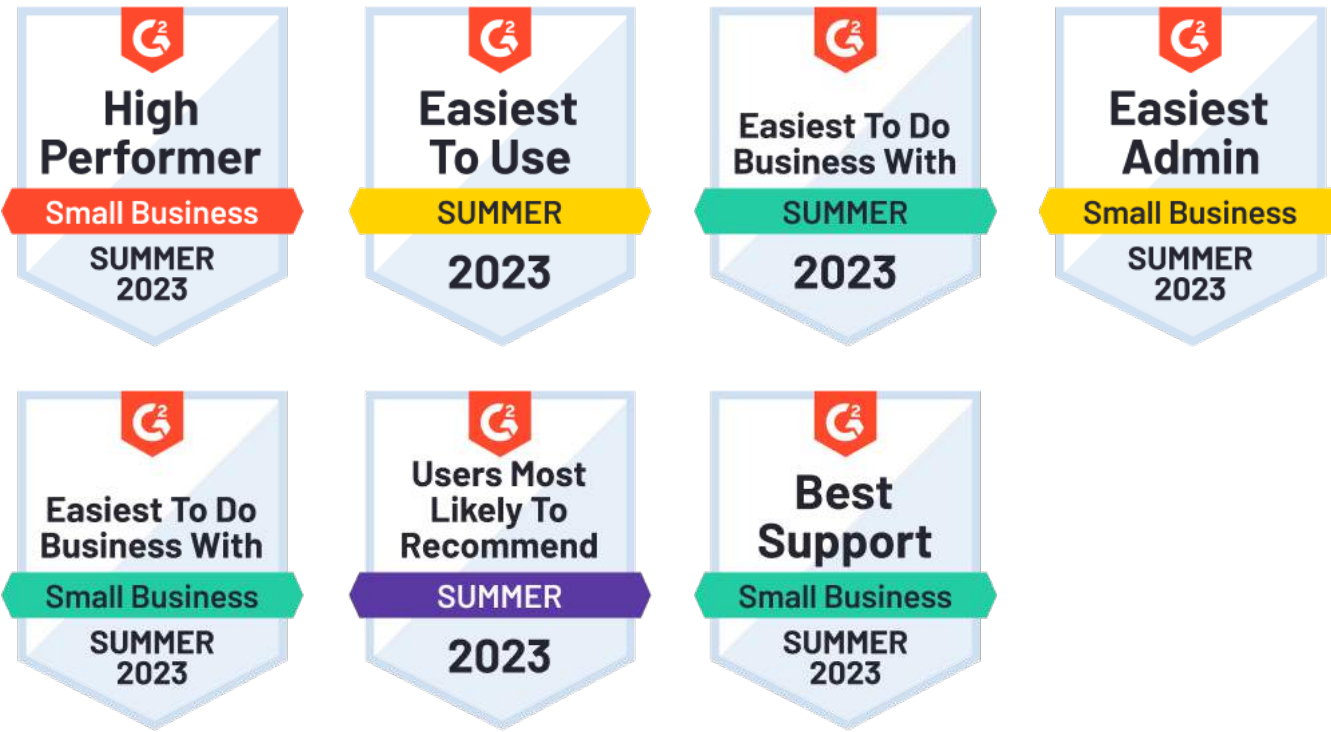 G2
High
Performer
Small Business
SUMMER
2023
G2
Easiest
To Use
SUMMER
2023
G2
Easiest To Do
Business With
SUMMER
2023
G2
Easiest
Admin
Small Business
SUMMER
2023
G2
Easiest To Do
Business With
Small Business
SUMMER
2023
G2
Users Most
Likely To
Recommend
SUMMER
2023
G2
Best
Support
Small Business
SUMMER
2023